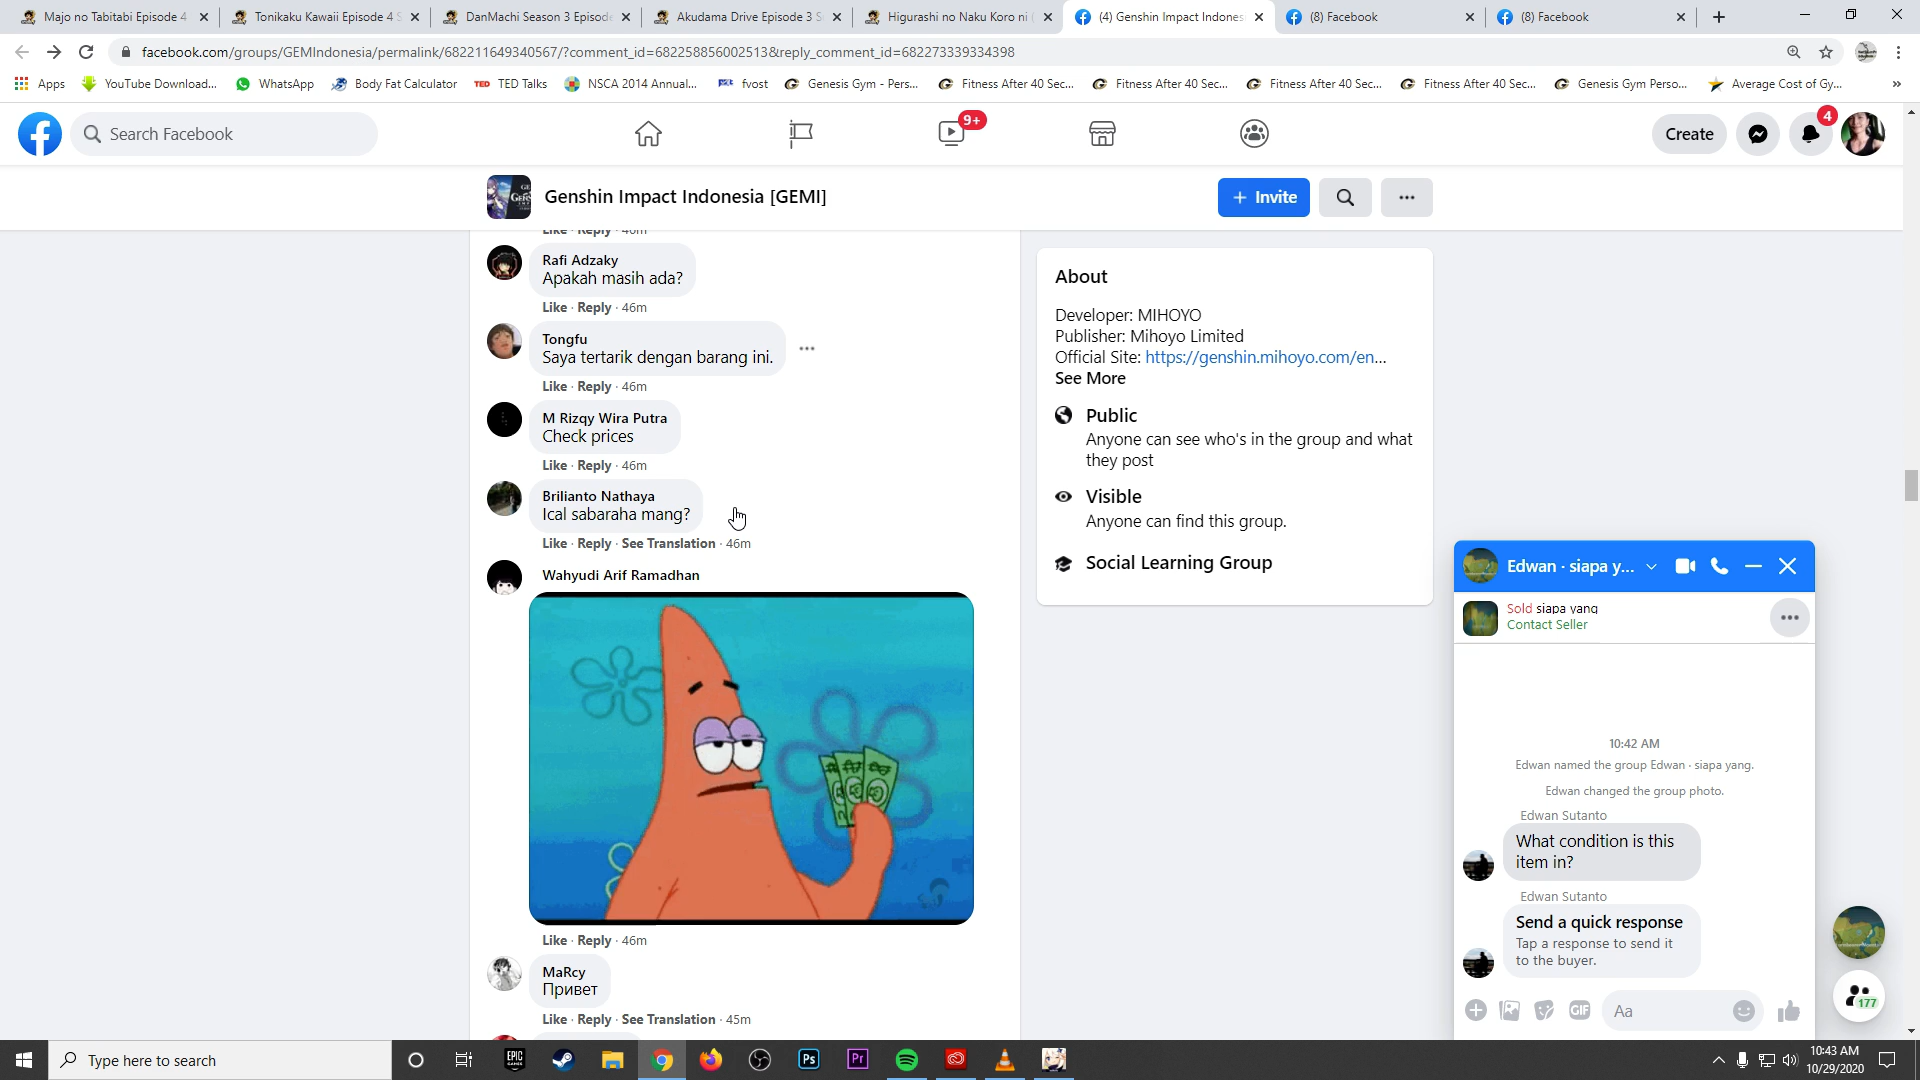 Majo no Tabitabi Episode 4
Tonikaku Kawaii Episode 4 S
DanMachi Season 3 Episode
Akudama Drive Episode 3 S
Higurashi no Naku Koro ni (
(4) Genshin Impact Indones
(8) Facebook
(8) Facebook
facebook.com/groups/GEMIndonesia/permalink/682211649340567/?comment_id=682258856002513&reply_comment_id=682273339334398
Apps
YouTube Download...
WhatsApp
Body Fat Calculator
TED TED Talks
NSCA 2014 Annual...
fvost
Genesis Gym - Pers...
Fitness After 40 Sec...
Fitness After 40 Sec...
Fitness After 40 Sec...
Fitness After 40 Sec...
Genesis Gym Perso...
Average Cost of Gy...
Search Facebook
9+
Create
4
Genshin Impact Indonesia [GEMI]
+ Invite
Like · Reply · 46m
Rafi Adzaky
Apakah masih ada?
Like · Reply · 46m
Tongfu
Saya tertarik dengan barang ini.
Like · Reply · 46m
M Rizqy Wira Putra
Check prices
Like · Reply · 46m
Brilianto Nathaya
Ical sabaraha mang?
Like · Reply · See Translation · 46m
Wahyudi Arif Ramadhan
Like · Reply · 46m
MaRcy
Привет
Like · Reply · See Translation · 45m
About
Developer: MIHOYO
Publisher: Mihoyo Limited
Official Site: https://genshin.mihoyo.com/en...
See More
Public
Anyone can see who's in the group and what
they post
Visible
Anyone can find this group.
Social Learning Group
Edwan · siapa y...
Sold siapa yang
Contact Seller
10:42 AM
Edwan named the group Edwan · siapa yang.
Edwan changed the group photo.
Edwan Sutanto
What condition is this
item in?
Edwan Sutanto
Send a quick response
Tap a response to send it
to the buyer.
GIF
Aa
177
Type here to search
EPIC GAMES
Ps
Pr
10:43 AM
10/29/2020